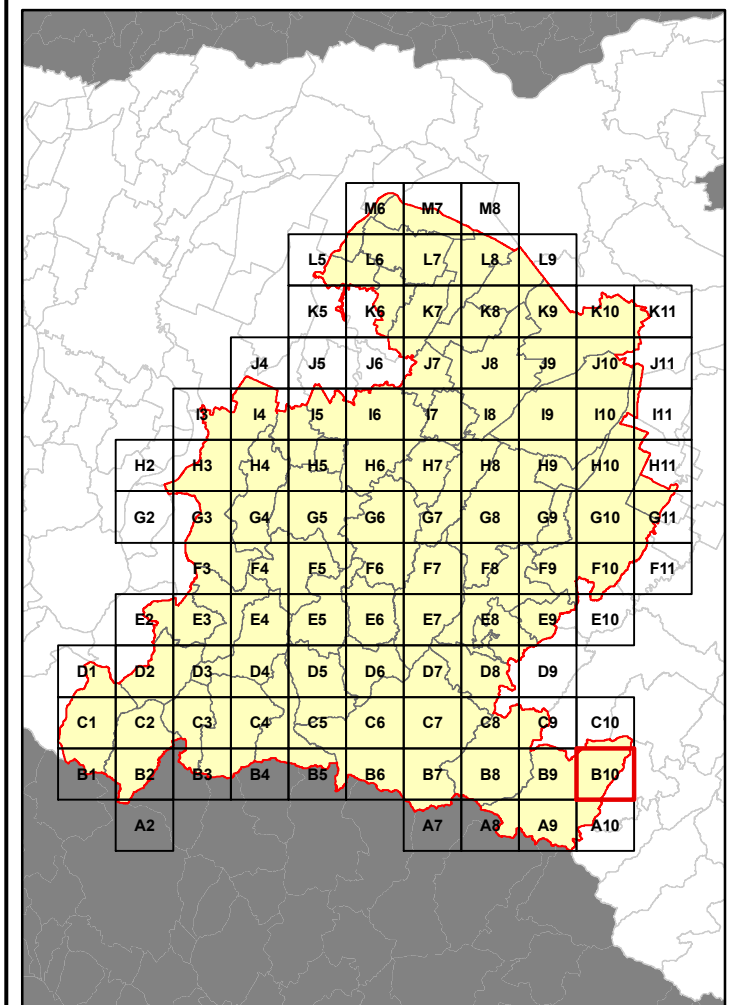 M6 M7 M8
L5 L6 L7 L8 L9
K5 K6 K7 K8 K9 K10 K11
J4 J5 J6 J7 J8 J9 J10 J11
I3 I4 I5 I6 I7 I8 I9 I10 I11
H2 H3 H4 H5 H6 H7 H8 H9 H10 H11
G2 G3 G4 G5 G6 G7 G8 G9 G10 G11
F3 F4 F5 F6 F7 F8 F9 F10 F11
E2 E3 E4 E5 E6 E7 E8 E9 E10
D1 D2 D3 D4 D5 D6 D7 D8 D9
C1 C2 C3 C4 C5 C6 C7 C8 C9 C10
B1 B2 B3 B4 B5 B6 B7 B8 B9 B10
A2 A7 A8 A9 A10